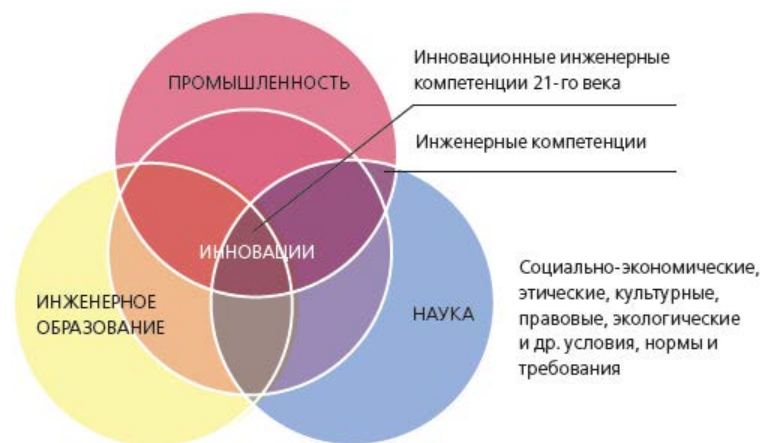 ПРОМЫШЛЕННОСТЬ
Инновационные инженерные
компетенции 21-го века
Инженерные компетенции
ИННОВАЦИИ
ИНЖЕНЕРНОЕ
ОБРАЗОВАНИЕ
НАУКА
Социально-экономические,
этические, культурные,
правовые, экологические
и др. условия, нормы и
требования